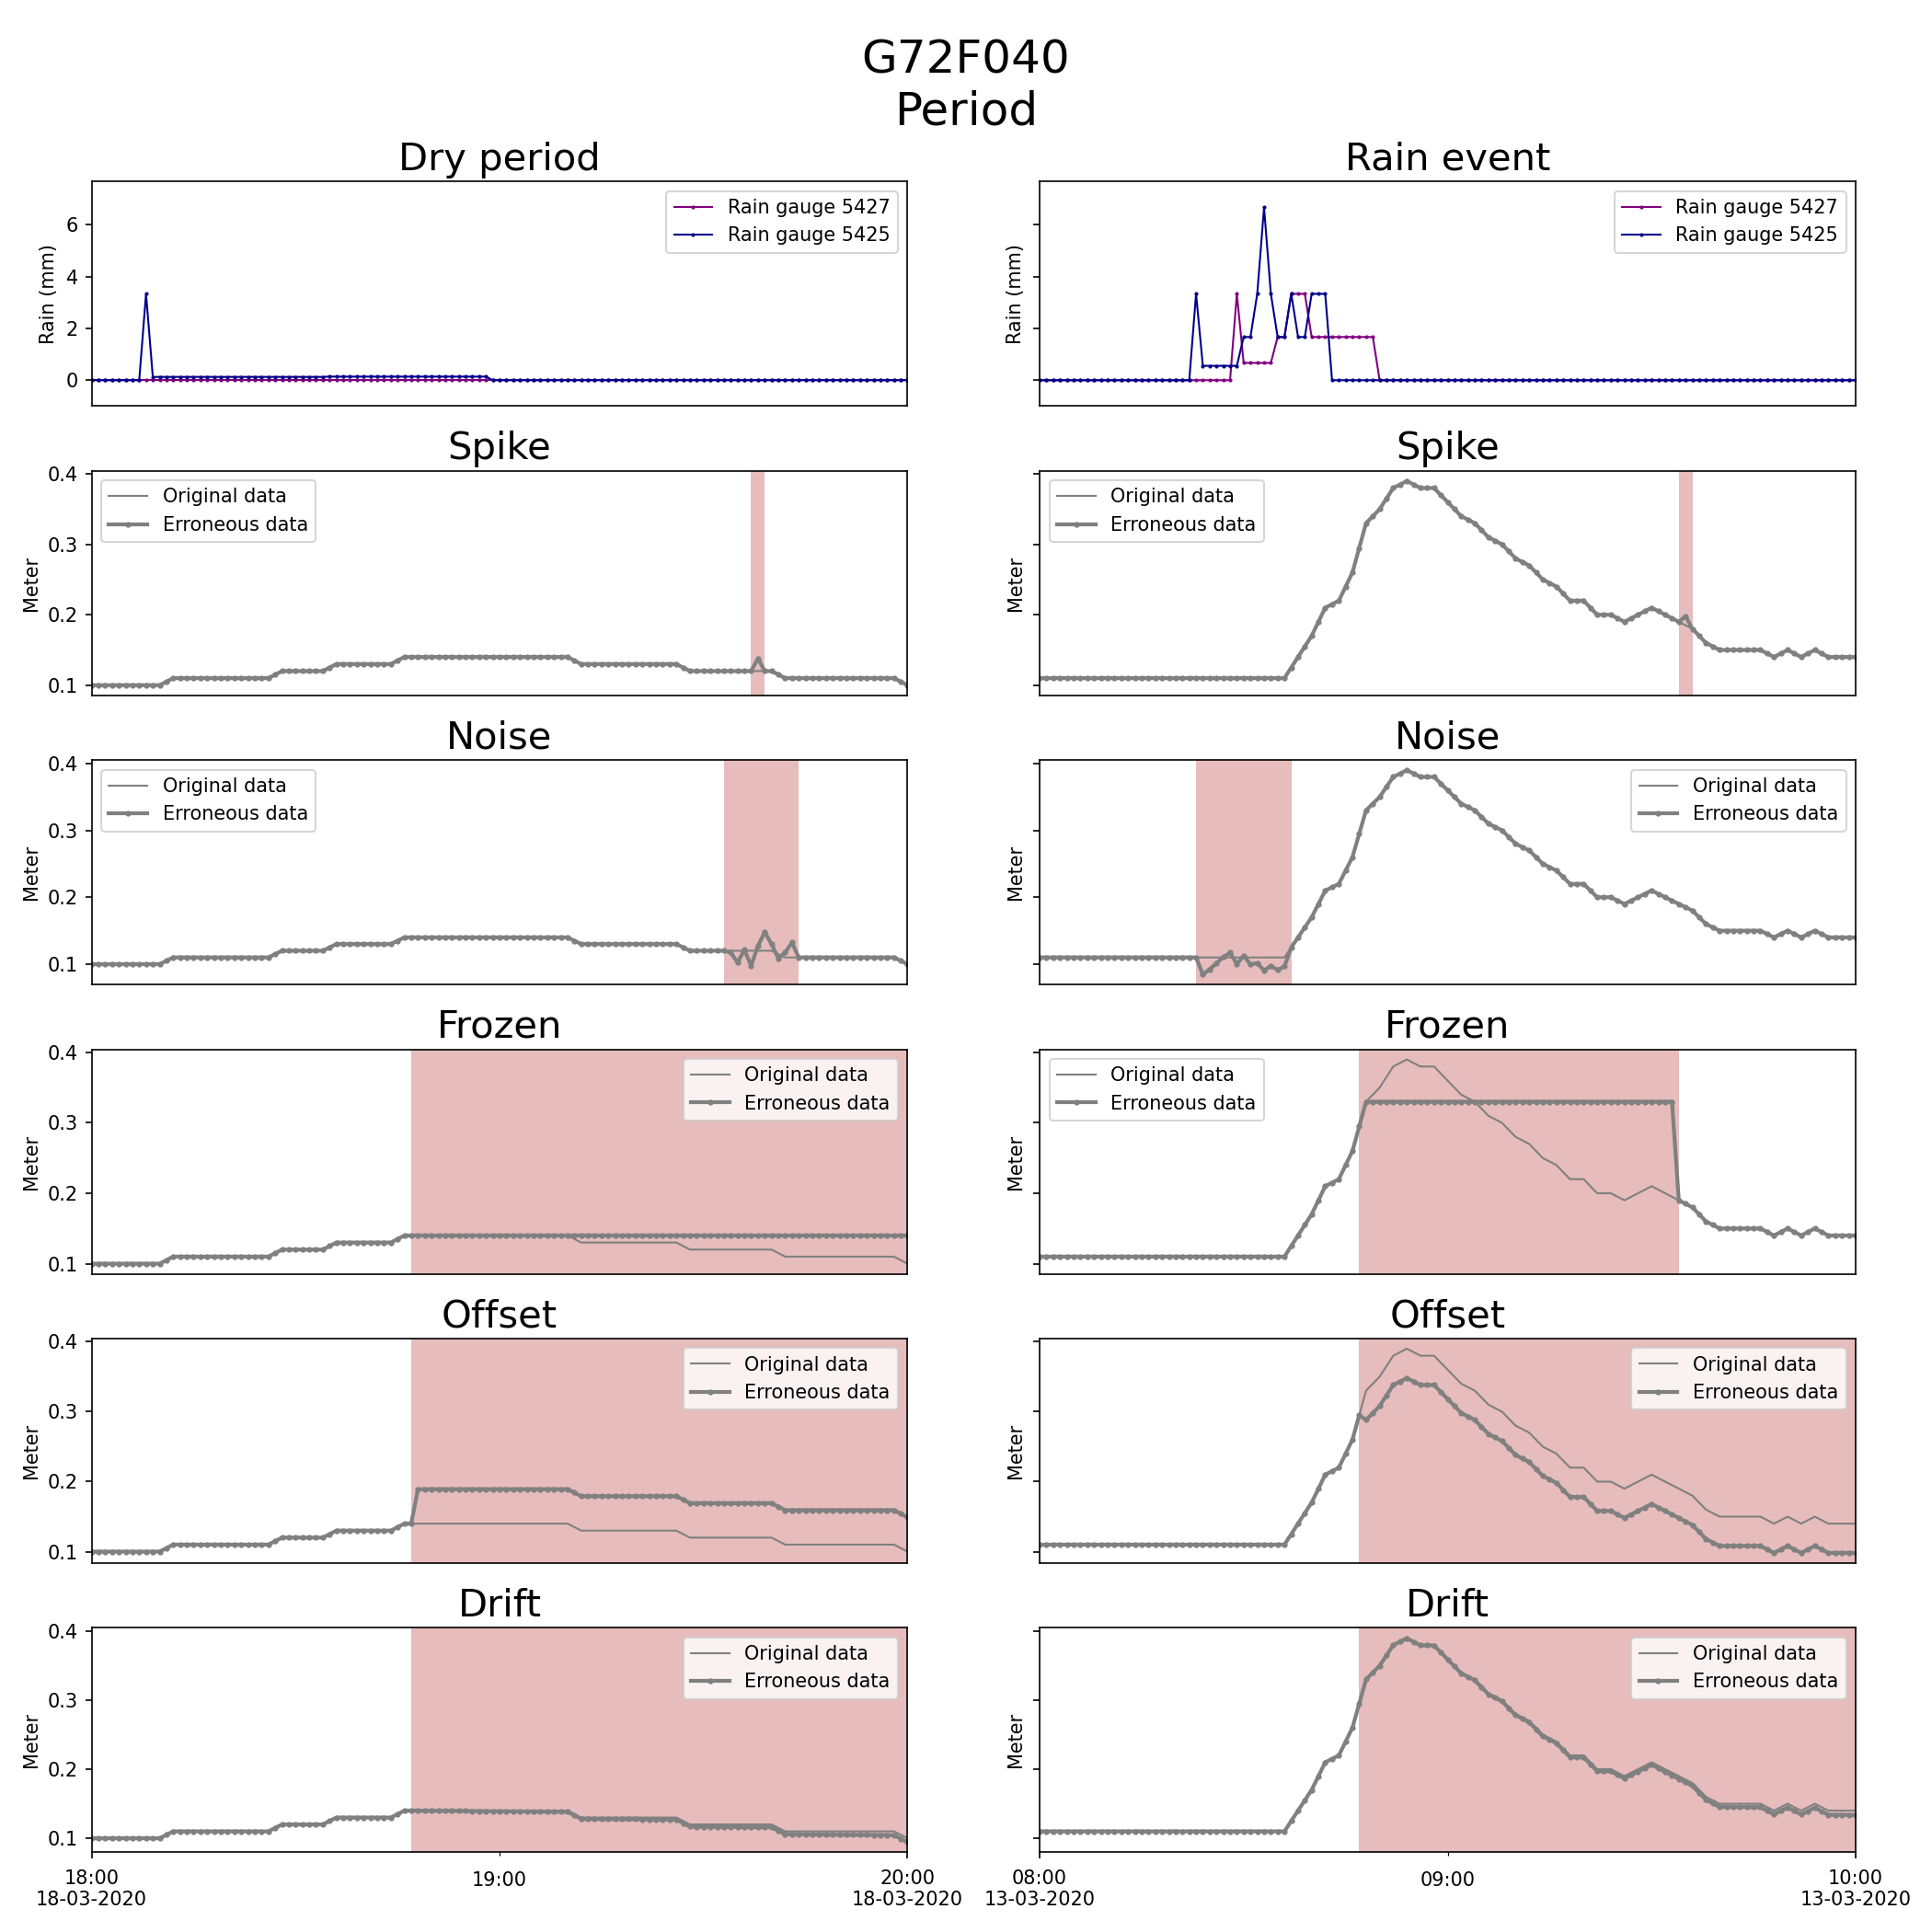 G72F040
Period
Dry period
Rain (mm)
6
4
2
0
Rain gauge 5427
Rain gauge 5425
Rain event
Rain (mm)
Rain gauge 5427
Rain gauge 5425
Spike
Meter
0.4
0.3
0.2
0.1
Original data
Erroneous data
Spike
Meter
Original data
Erroneous data
Noise
Meter
0.4
0.3
0.2
0.1
Original data
Erroneous data
Noise
Meter
Original data
Erroneous data
Frozen
Meter
0.4
0.3
0.2
0.1
Original data
Erroneous data
Frozen
Meter
Original data
Erroneous data
Offset
Meter
0.4
0.3
0.2
0.1
Original data
Erroneous data
Offset
Meter
Original data
Erroneous data
Drift
Meter
0.4
0.3
0.2
0.1
Original data
Erroneous data
18:00
18-03-2020
19:00
20:00
18-03-2020
Drift
Meter
Original data
Erroneous data
08:00
13-03-2020
09:00
10:00
13-03-2020